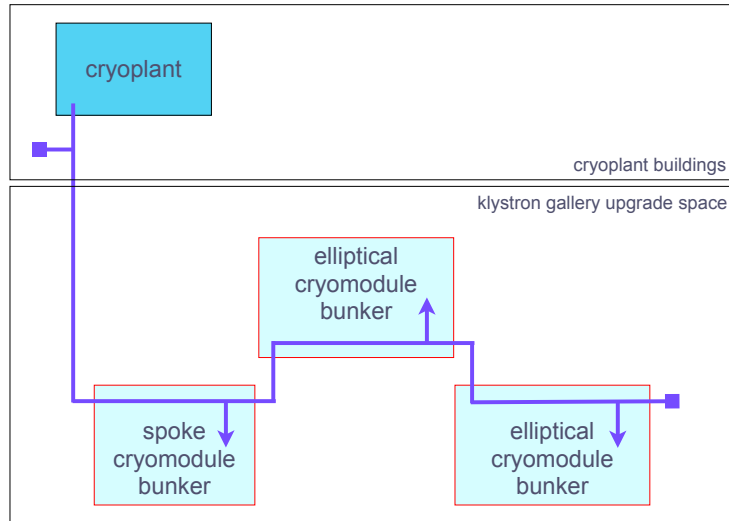 cryoplant
cryoplant buildings
klystron gallery upgrade space
elliptical
cryomodule
bunker
spoke
cryomodule
bunker
elliptical
cryomodule
bunker